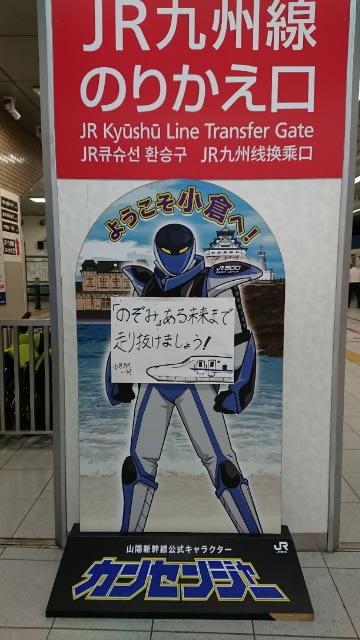 JR九州線
のりかえ口
JR Kyūshū Line Transfer Gate
JR큐슈선 환승구 JR九州线换乘口
ようこそ小倉へ!
500
「のぞみ」ある未来まで
走り抜けましょう!
山陽新幹線公式キャラクター
カンセンジャー
JR